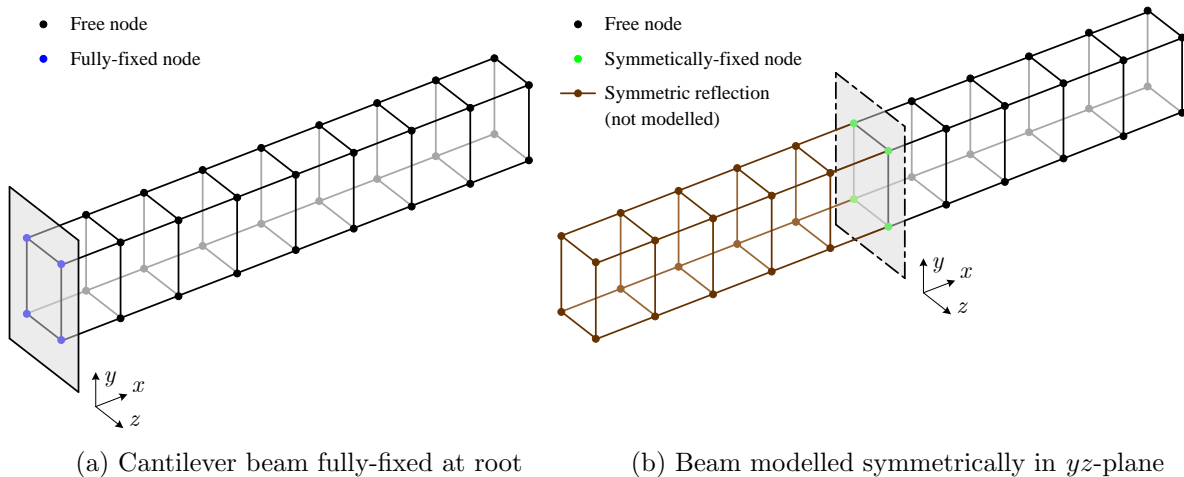 Free node
Fully-fixed node
y
x
z
(a) Cantilever beam fully-fixed at root
Free node
Symetically-fixed node
Symmetric reflection
(not modelled)
y
x
z
(b) Beam modelled symmetrically in yz-plane